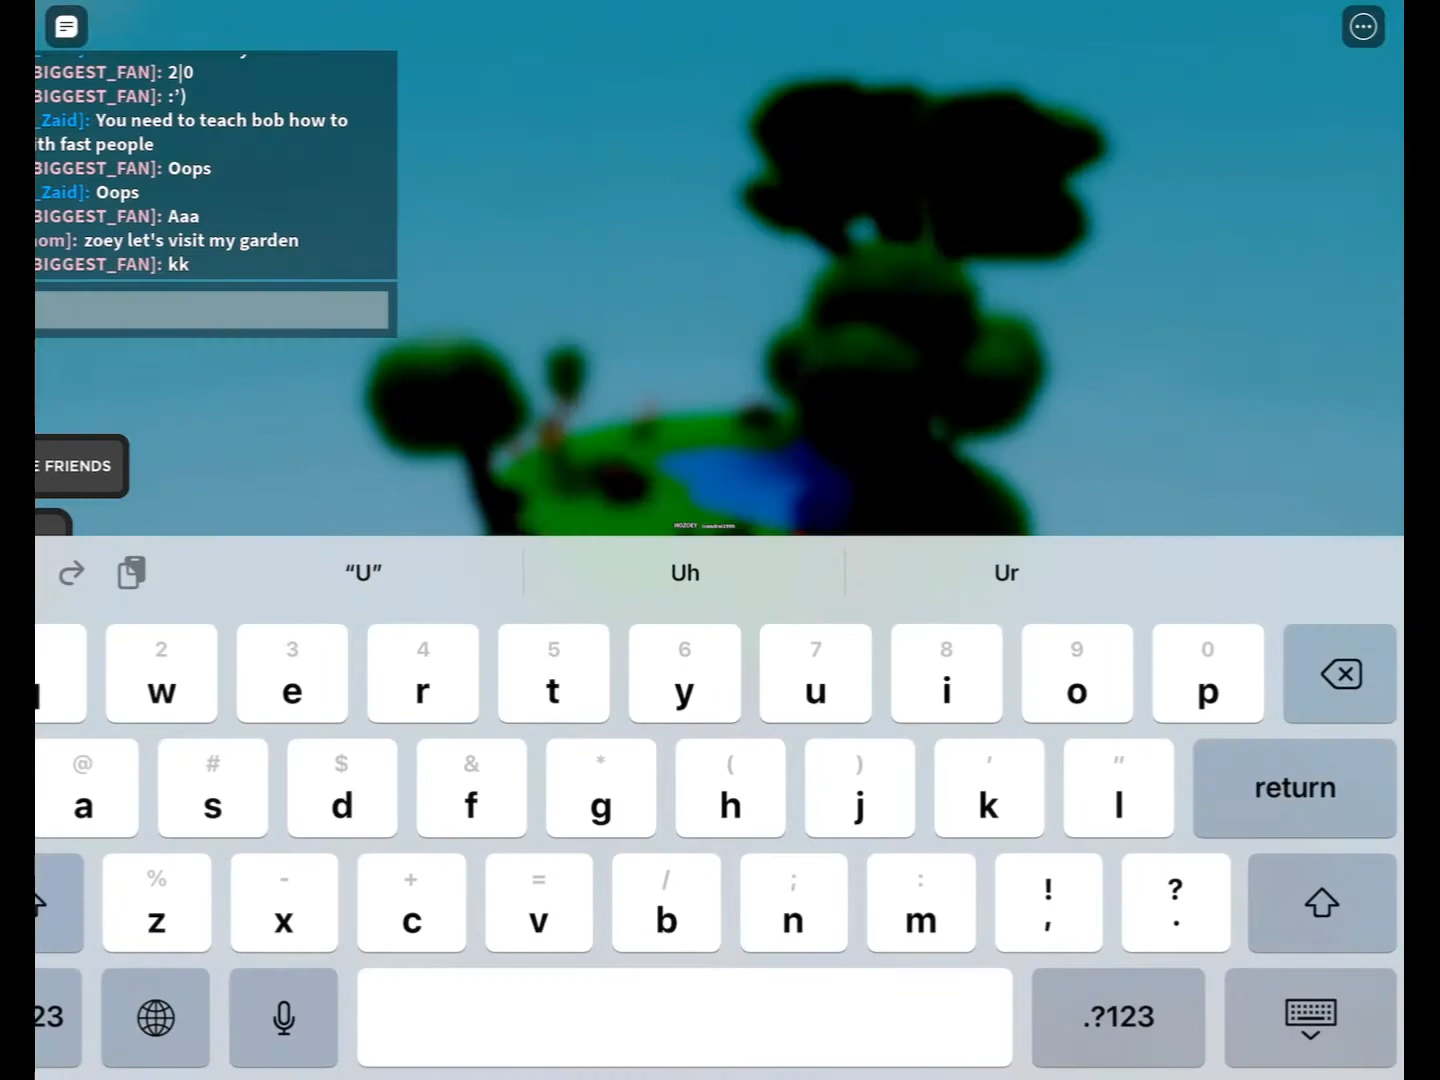 BIGGEST_FAN]: 2|0
BIGGEST_FAN]: :')
_Zaid]: You need to teach bob how to
ith fast people
BIGGEST_FAN]: Oops
_Zaid]: Oops
BIGGEST_FAN]: Aaa
nom]: zoey let's visit my garden
BIGGEST_FAN]: kk
E FRIENDS
“U” Uh Ur
2 3 4 5 6 7 8 9 0
w e r t y u i o p
@ # $ & * ( ) ' "
a s d f g h j k l return
% - + = / ; : ! ?
z x c v b n m , .
23 .?123